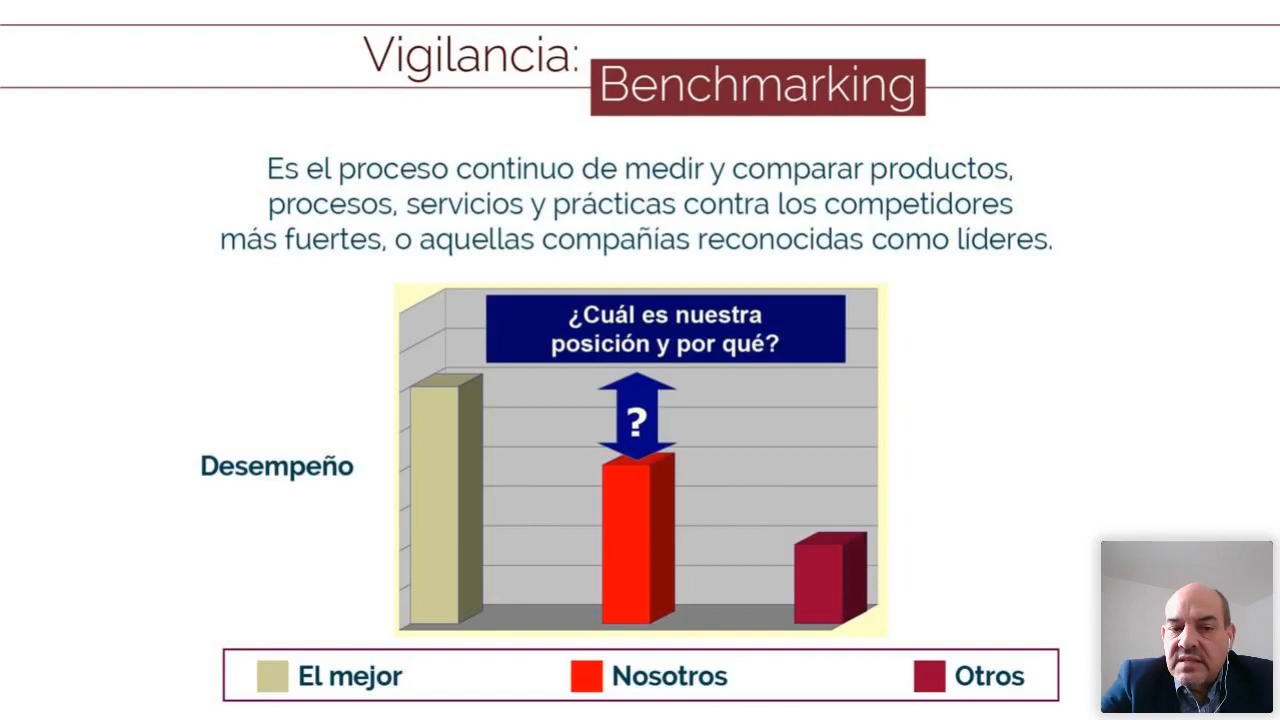 Vigilancia:
Benchmarking
Es el proceso continuo de medir y comparar productos,
procesos, servicios y prácticas contra los competidores
más fuertes, o aquellas compañías reconocidas como líderes.
¿Cuál es nuestra
posición y por qué?
?
Desempeño
El mejor
Nosotros
Otros